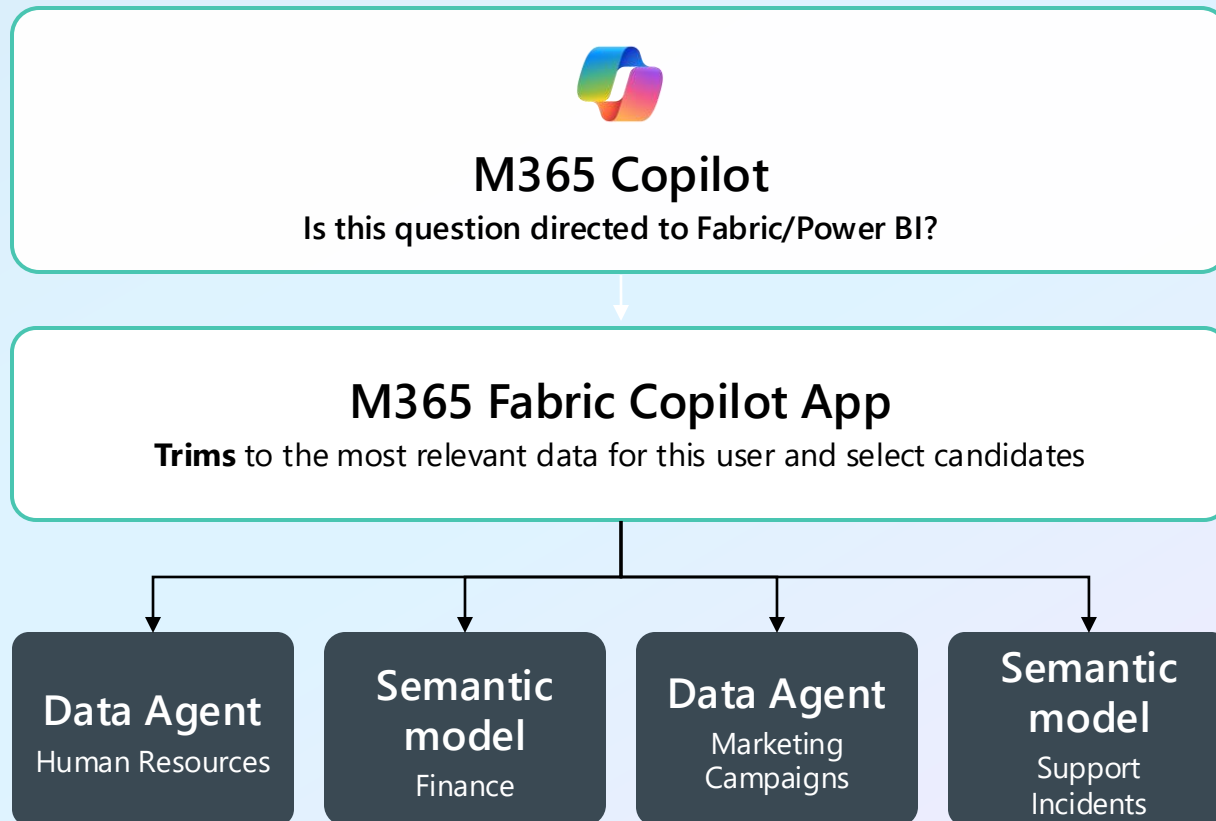 M365 Copilot
Is this question directed to Fabric/Power BI?
M365 Fabric Copilot App
Trims to the most relevant data for this user and select candidates
Data Agent
Human Resources
Semantic
model
Finance
Data Agent
Marketing
Campaigns
Semantic
model
Support
Incidents